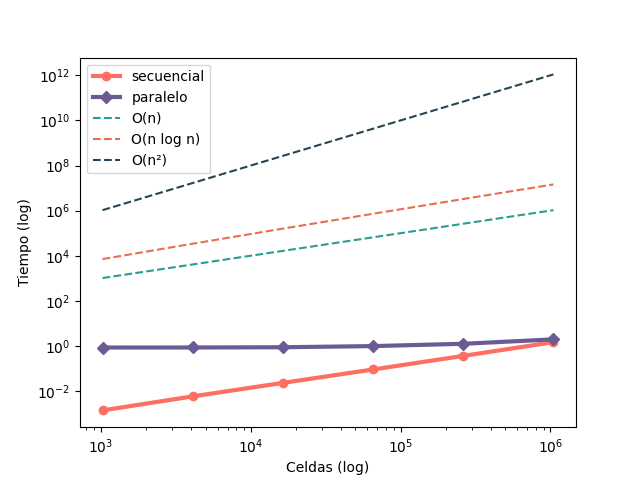 secuencial
paralelo
O(n)
O(n log n)
O(n²)
10¹²
10¹⁰
10⁸
10⁶
10⁴
10²
10⁰
10⁻²
Tiempo (log)
10³
10⁴
10⁵
10⁶
Celdas (log)